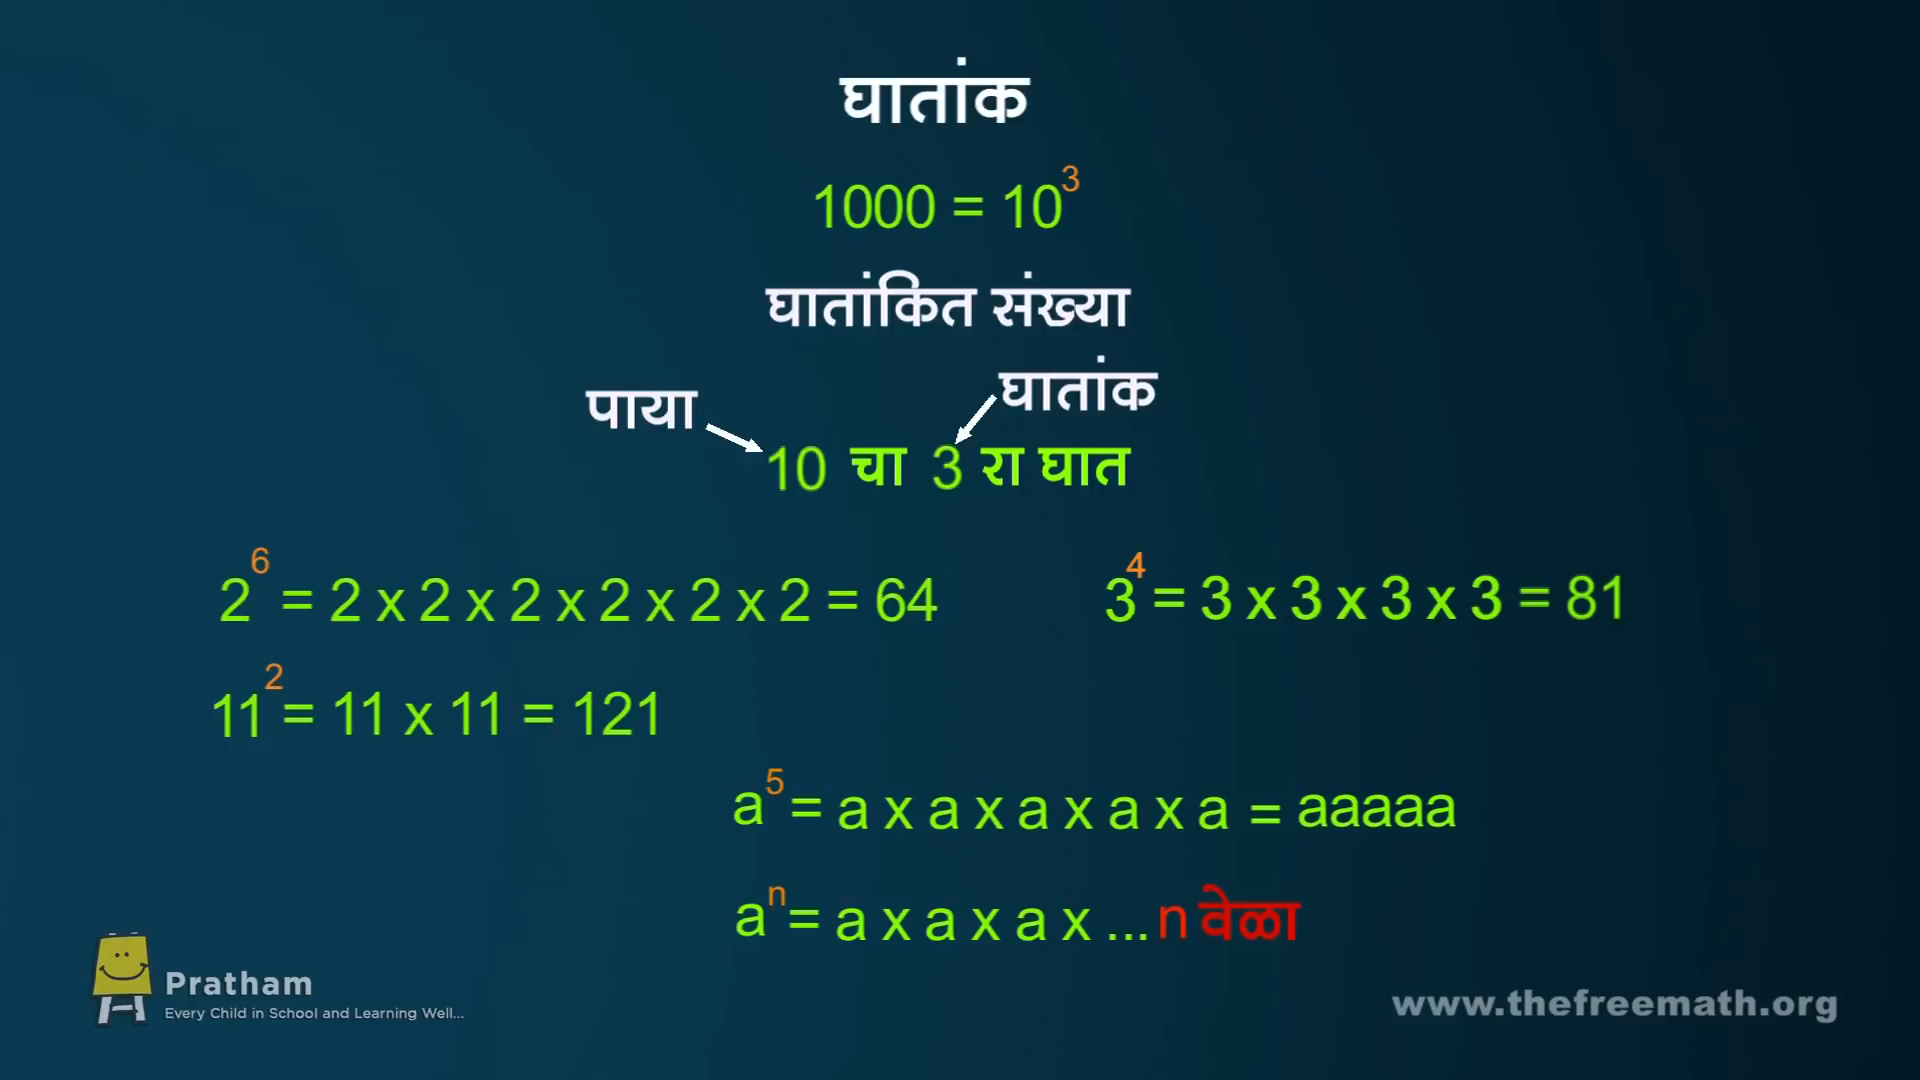 घातांक
1000 = 10³
घातांकित संख्या
घातांक
पाया
10 चा 3 रा घात
2⁶ = 2 x 2 x 2 x 2 x 2 x 2 = 64
3⁴ = 3 x 3 x 3 x 3 = 81
11² = 11 x 11 = 121
a⁵ = a x a x a x a x a = aaaaa
aⁿ = a x a x a x ... n वेळा
Pratham
Every Child in School and Learning Well...
www.thefreemath.org